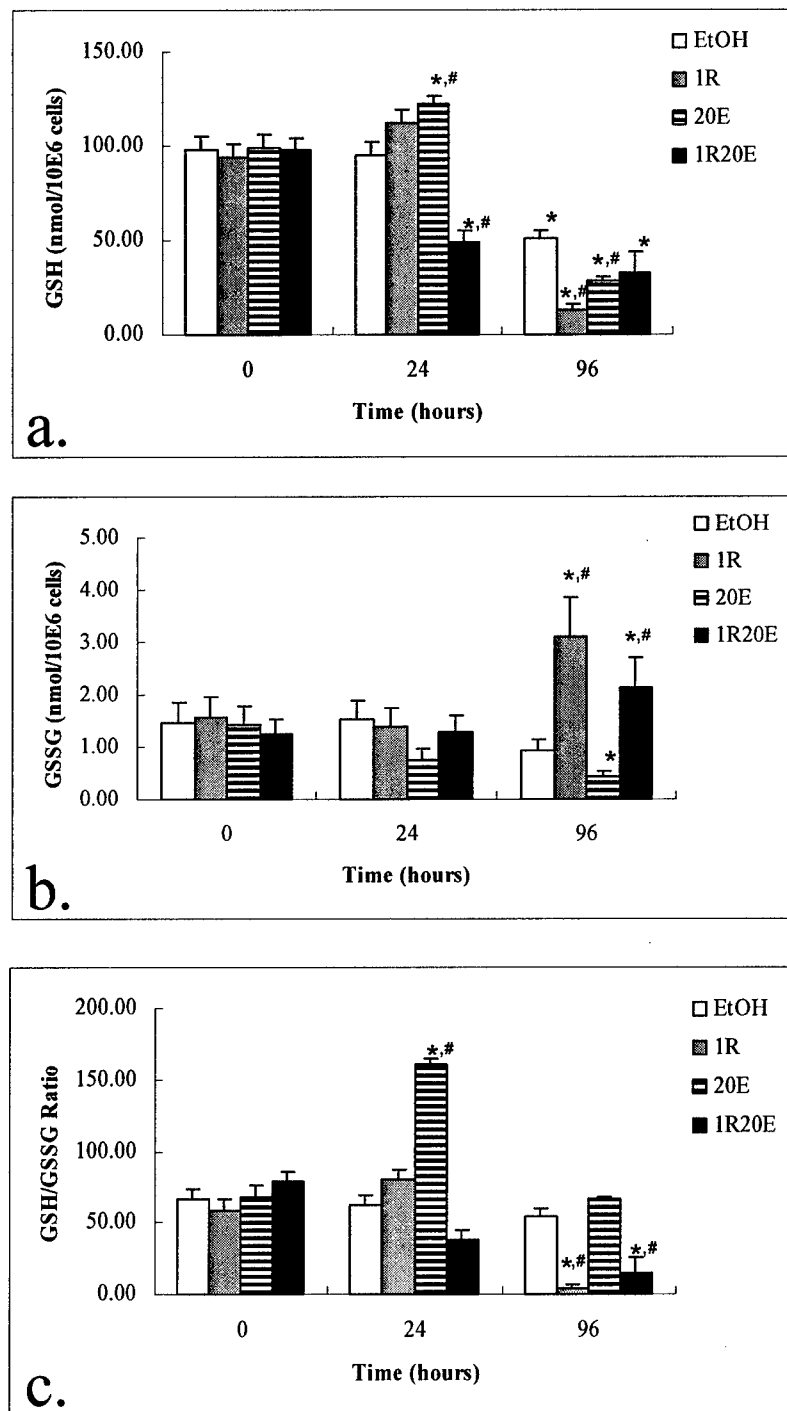 150.00
100.00
50.00
0.00
GSH (nmol/10E6 cells)
EtOH
1R
20E
1R20E
*,#
*,#
*
*,#
*,#
*
0
24
96
Time (hours)
a.
5.00
4.00
3.00
2.00
1.00
0.00
GSSG (nmol/10E6 cells)
EtOH
1R
20E
1R20E
*,#
*
*,#
0
24
96
Time (hours)
b.
200.00
150.00
100.00
50.00
0.00
GSH/GSSG Ratio
EtOH
1R
20E
1R20E
*,#
*,#
*,#
0
24
96
Time (hours)
c.